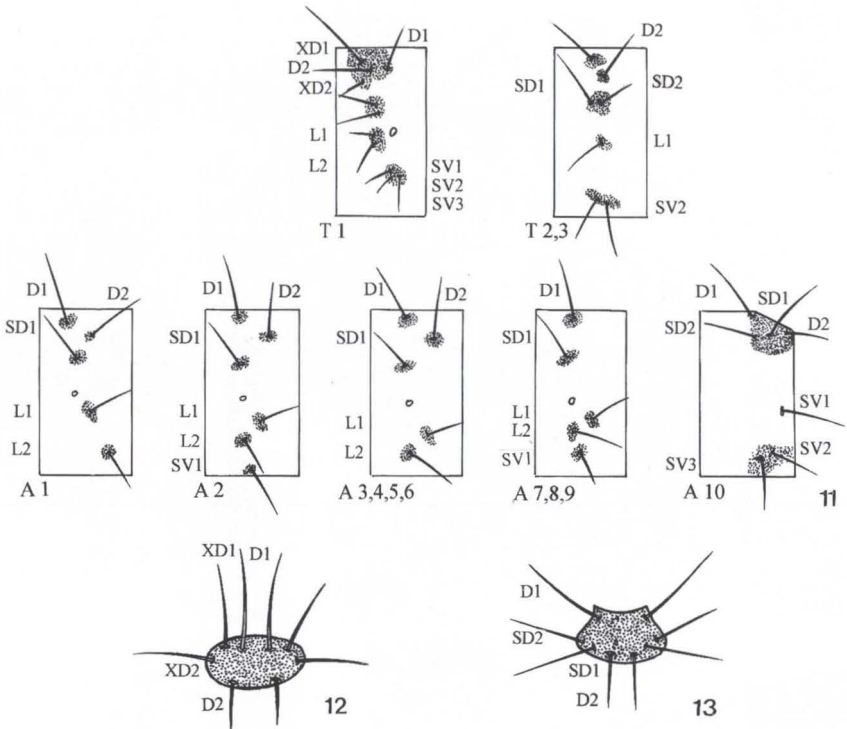 XD1 D1
D2
XD2
L1
L2 SV1
SV2
SV3
T 1
D2
SD1 SD2
L1
SV2
T 2,3
D1 D2
SD1
L1
L2
A 1
D1 D2
SD1
L1
L2
SV1
A 2
D1 D2
SD1
L1
L2
A 3,4,5,6
D1
SD1
L1
L2
SV1
A 7,8,9
D1 SD1
SD2 D2
SV1
SV3 SV2
A 10
11
XD1 D1
XD2
D2
12
D1
SD2
SD1
D2
13